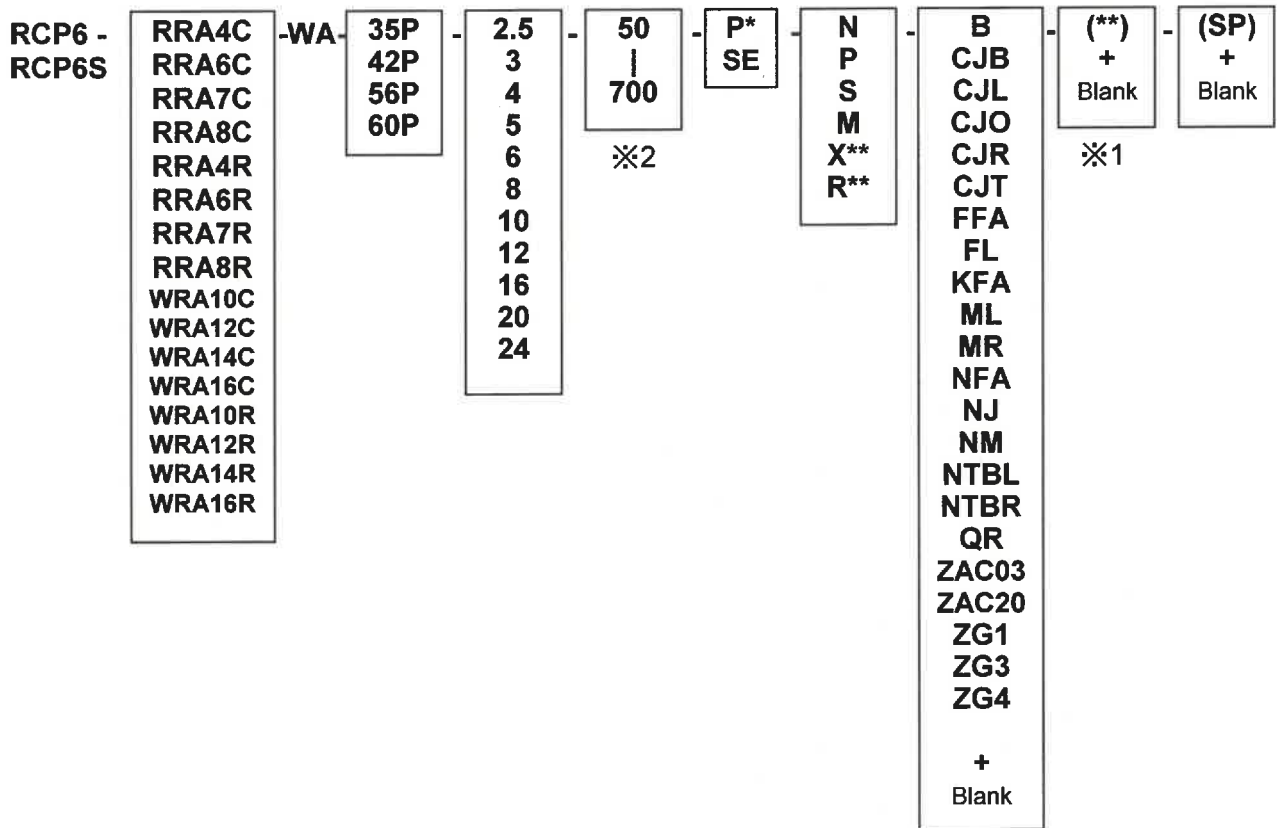 RCP6 - RRA4C -WA- 35P - 2.5 - 50 - P* - N - B - (**) - (SP)
RCP6S RRA6C 42P 3 | SE P CJB + +
RRA7C 56P 4 700 S CJL Blank Blank
RRA8C 60P 5 M CJO
RRA4R 6 ※2 X** CJR ※1
RRA6R 8 R** CJT
RRA7R 10 FFA
RRA8R 12 FL
WRA10C 16 KFA
WRA12C 20 ML
WRA14C 24 MR
WRA16C NFA
WRA10R NJ
WRA12R NM
WRA14R NTBL
WRA16R NTBR
QR
ZAC03
ZAC20
ZG1
ZG3
ZG4
+
Blank